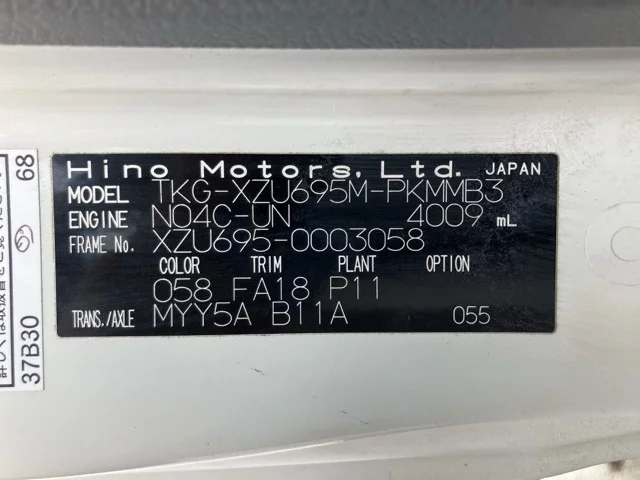 Hino Motors, Ltd. JAPAN
MODEL TKG-XZU695M-PKMMB3
ENGINE N04C-UN 4009 mL
FRAME No. XZU695-0003058
COLOR TRIM PLANT OPTION
058 FA18 P11
TRANS./AXLE MYY5A B11A 055
68
37B30